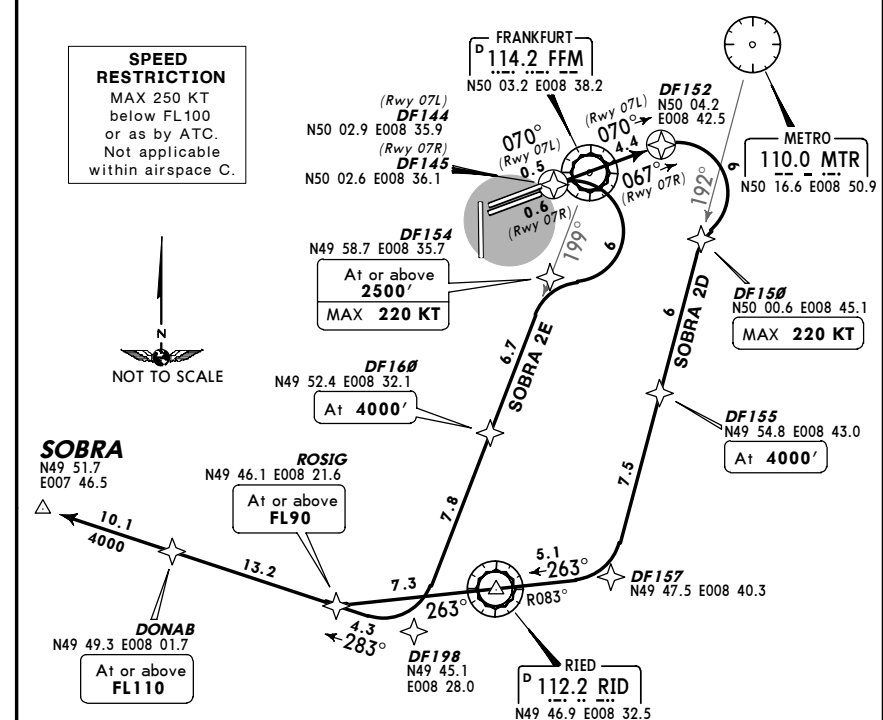 SPEED
RESTRICTION
MAX 250 KT
below FL100
or as by ATC.
Not applicable
within airspace C.
FRANKFURT
D 114.2 FFM
N50 03.2 E008 38.2
(Rwy 07L)
DF144
N50 02.9 E008 35.9
(Rwy 07R)
DF145
N50 02.6 E008 36.1
070°
(Rwy 07L)
0.5
0.6
(Rwy 07R)
(Rwy 07L)
070°
4.4
067°
(Rwy 07R)
DF152
N50 04.2
E008 42.5
METRO
110.0 MTR
N50 16.6 E008 50.9
192°
9
199°
6
DF154
N49 58.7 E008 35.7
At or above
2500'
MAX 220 KT
DF150
N50 00.6 E008 45.1
MAX 220 KT
N
NOT TO SCALE
6.7
SOBRA 2E
6
SOBRA 2D
DF160
N49 52.4 E008 32.1
At 4000'
DF155
N49 54.8 E008 43.0
At 4000'
SOBRA
N49 51.7
E007 46.5
ROSIG
N49 46.1 E008 21.6
At or above
FL90
7.8
7.5
10.1
4000
13.2
7.3
263°
5.1
263°
R083°
DF157
N49 47.5 E008 40.3
4.3
283°
DONAB
N49 49.3 E008 01.7
At or above
FL110
DF198
N49 45.1
E008 28.0
RIED
D 112.2 RID
N49 46.9 E008 32.5